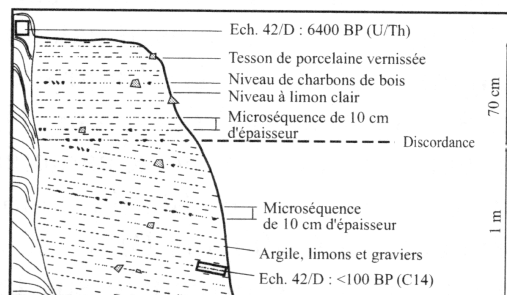 Ech. 42/D : 6400 BP (U/Th)
Tesson de porcelaine vernissée
Niveau de charbons de bois
Niveau à limon clair
Microséquence de 10 cm
d'épaisseur
Discordance
70 cm
Microséquence
de 10 cm d'épaisseur
1 m
Argile, limons et graviers
Ech. 42/D : <100 BP (C14)